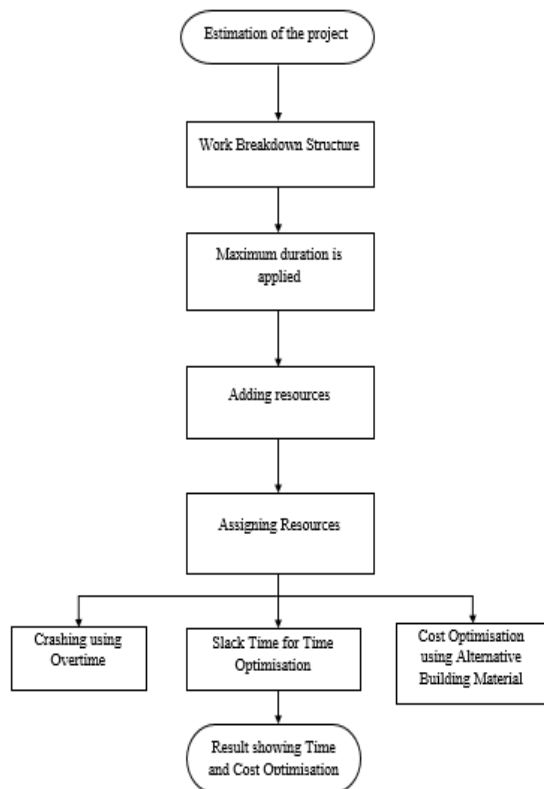 Estimation of the project
Work Breakdown Structure
Maximum duration is
applied
Adding resources
Assigning Resources
Crashing using
Overtime
Slack Time for Time
Optimisation
Cost Optimisation
using Alternative
Building Material
Result showing Time
and Cost Optimisation